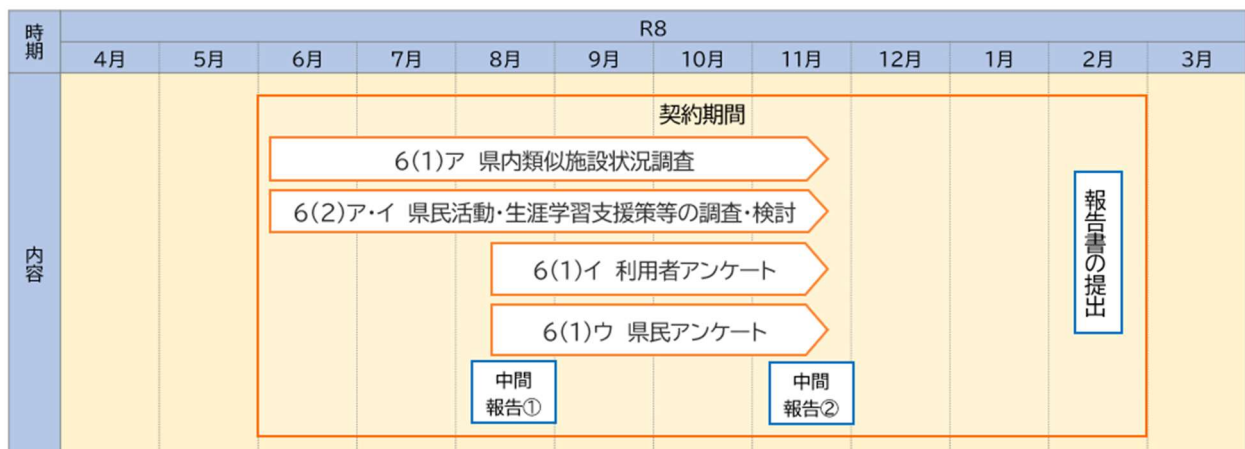 時期
R8
4月 5月 6月 7月 8月 9月 10月 11月 12月 1月 2月 3月
内容
契約期間
6(1)ア 県内類似施設状況調査
6(2)ア・イ 県民活動・生涯学習支援策等の調査・検討
6(1)イ 利用者アンケート
6(1)ウ 県民アンケート
中間
報告①
中間
報告②
報告書の提出